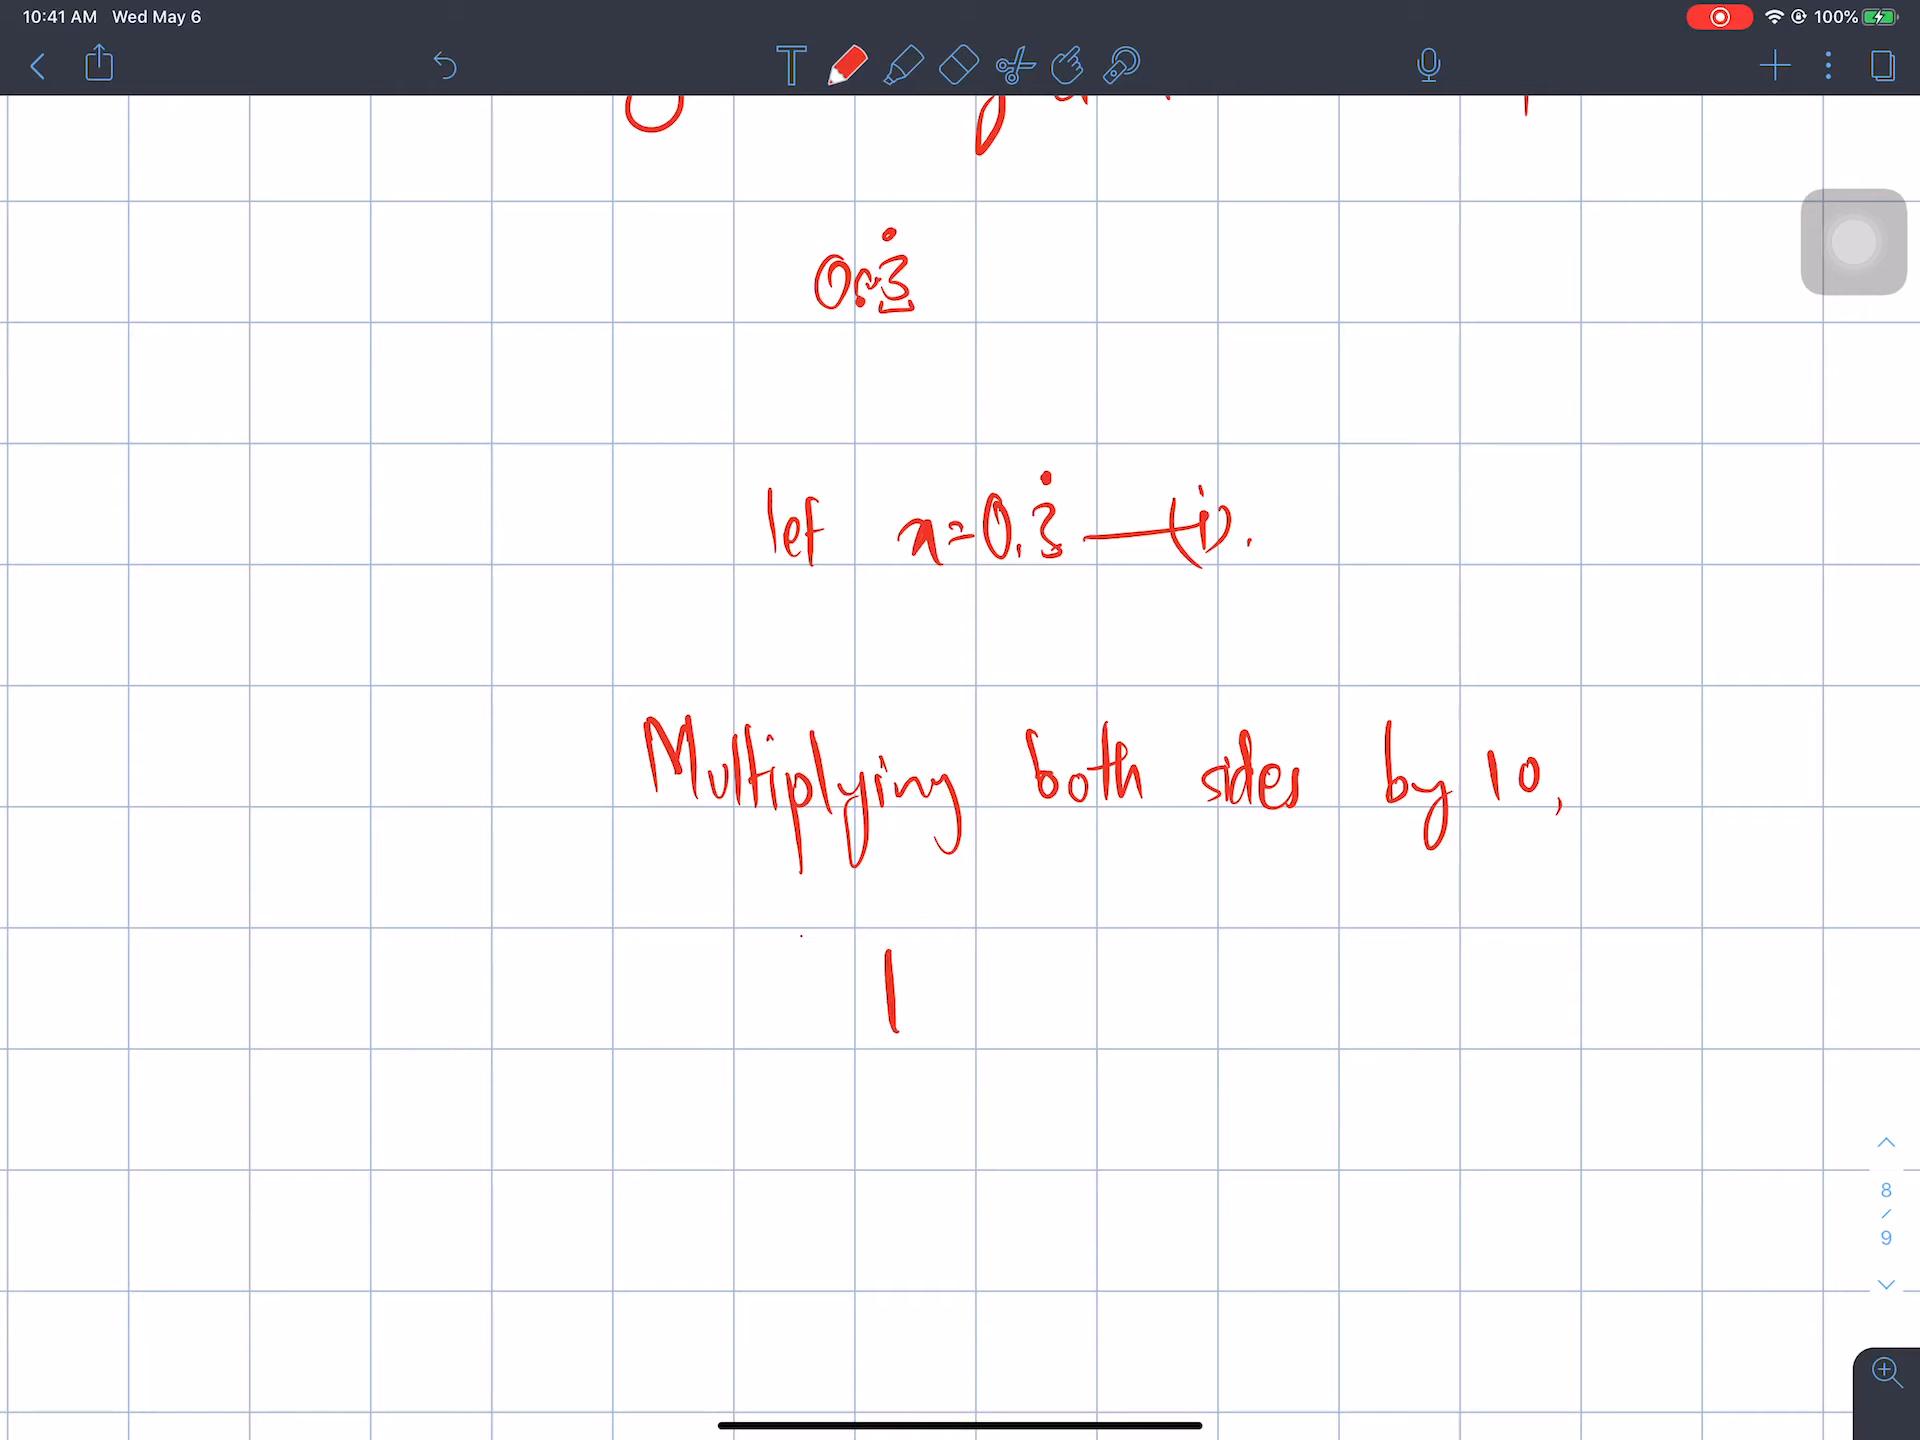 10:41 AM Wed May 6 100%
0.3̇
let x=0.3̇ —(i).
Multiplying both sides by 10,
1
8
/
9